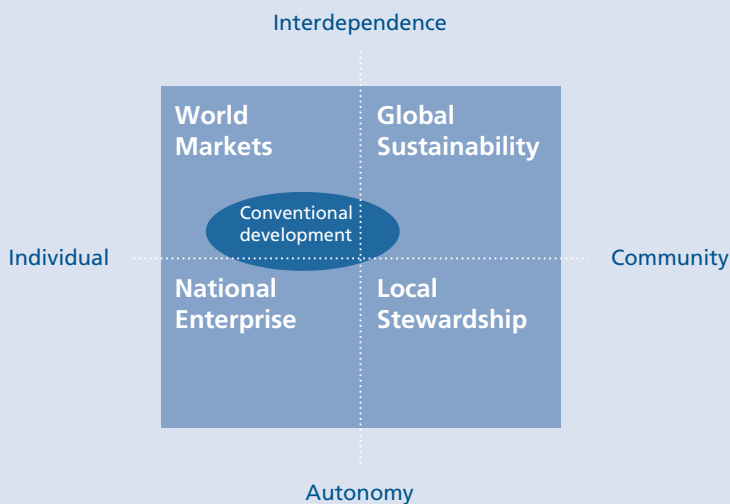 Interdependence
World
Markets
Global
Sustainability
Conventional
development
Individual
Community
National
Enterprise
Local
Stewardship
Autonomy